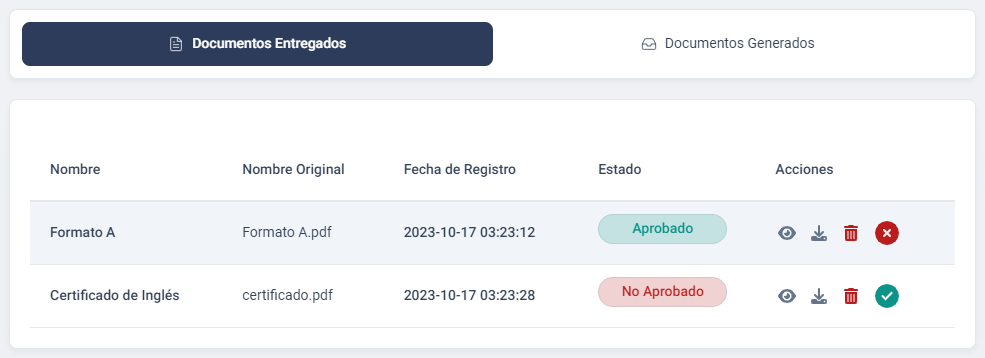 Documentos Entregados
Documentos Generados
Nombre Nombre Original Fecha de Registro Estado Acciones
Formato A Formato A.pdf 2023-10-17 03:23:12 Aprobado
Certificado de Inglés certificado.pdf 2023-10-17 03:23:28 No Aprobado